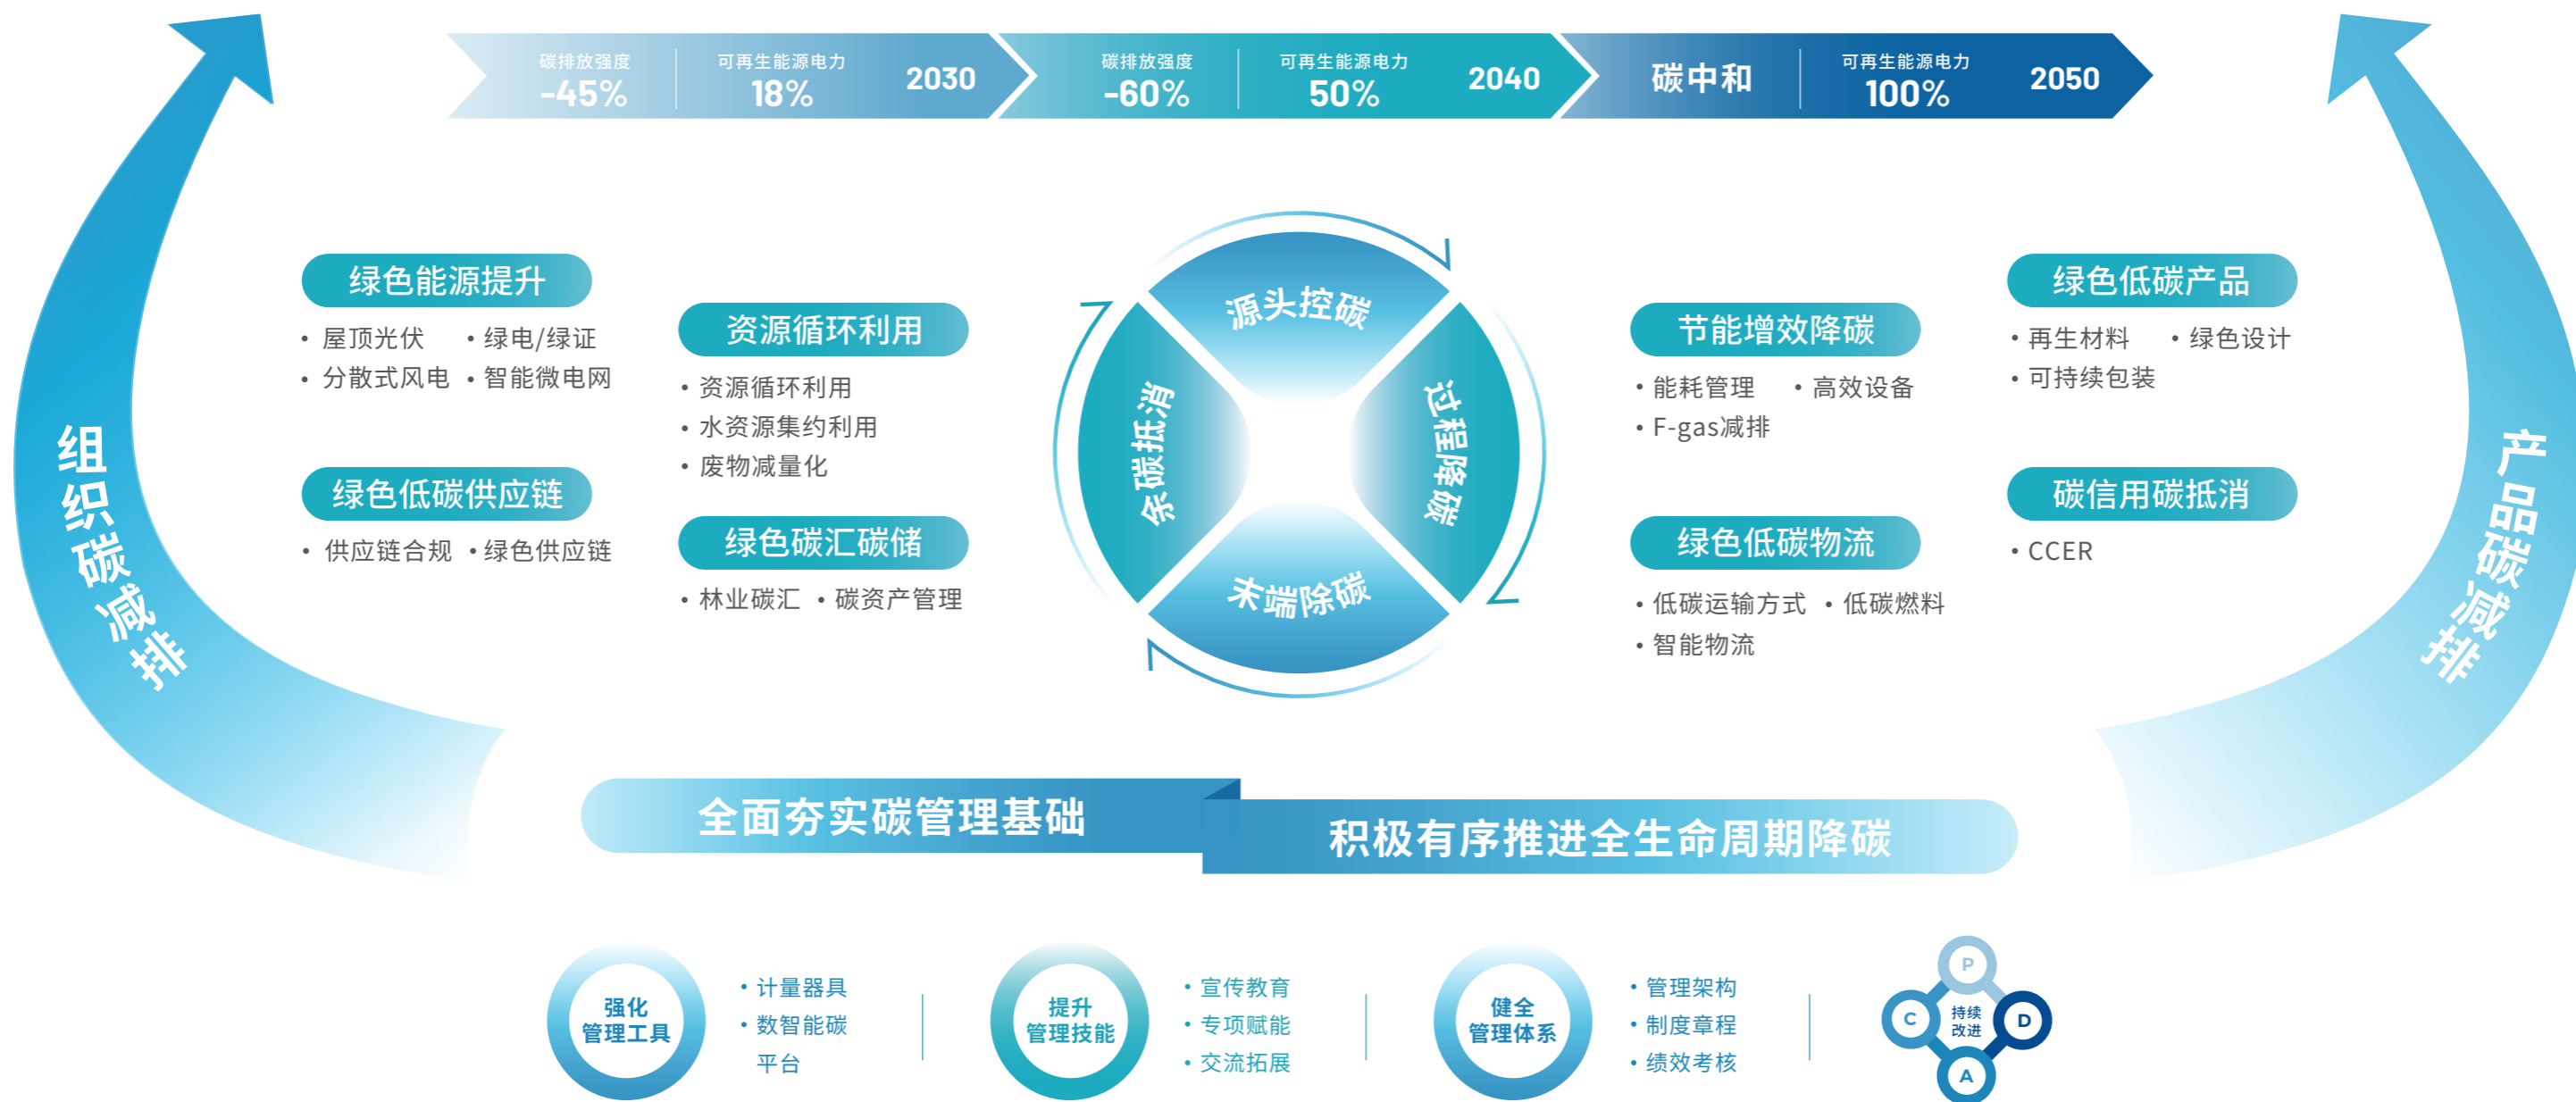 碳排放强度
-45%
可再生能源电力
18%
2030
碳排放强度
-60%
可再生能源电力
50%
2040
碳中和
可再生能源电力
100%
2050
组织碳减排
绿色能源提升
• 屋顶光伏 • 绿电/绿证
• 分散式风电 • 智能微电网
绿色低碳供应链
• 供应链合规 • 绿色供应链
资源循环利用
• 资源循环利用
• 水资源集约利用
• 废物减量化
绿色碳汇碳储
• 林业碳汇 • 碳资产管理
源头控碳
过程降碳
末端除碳
余碳抵消
节能增效降碳
• 能耗管理 • 高效设备
• F-gas减排
绿色低碳物流
• 低碳运输方式 • 低碳燃料
• 智能物流
绿色低碳产品
• 再生材料 • 绿色设计
• 可持续包装
碳信用碳抵消
• CCER
产品碳减排
全面夯实碳管理基础
积极有序推进全生命周期降碳
强化
管理工具
• 计量器具
• 数智能碳
平台
提升
管理技能
• 宣传教育
• 专项赋能
• 交流拓展
健全
管理体系
• 管理架构
• 制度章程
• 绩效考核
P
C
持续
改进
D
A